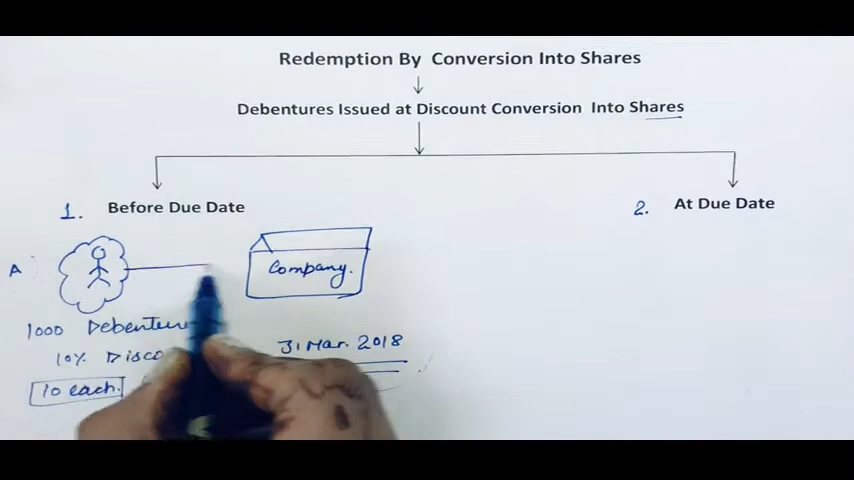 Redemption By Conversion Into Shares
Debentures Issued at Discount Conversion Into Shares
1. Before Due Date
2. At Due Date
A
Company.
1000
31 Mar. 2018
10%
10 each.